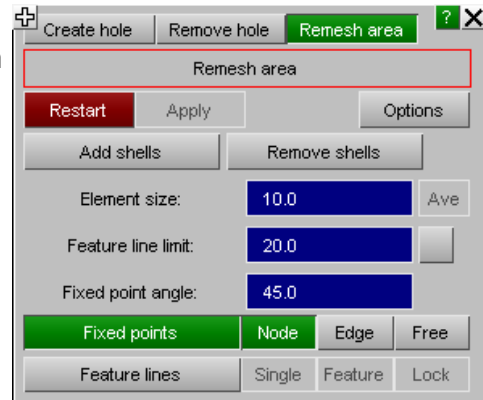 Create hole Remove hole Remesh area ?
Remesh area
Restart Apply Options
Add shells Remove shells
Element size: 10.0 Ave
Feature line limit: 20.0
Fixed point angle: 45.0
Fixed points Node Edge Free
Feature lines Single Feature Lock